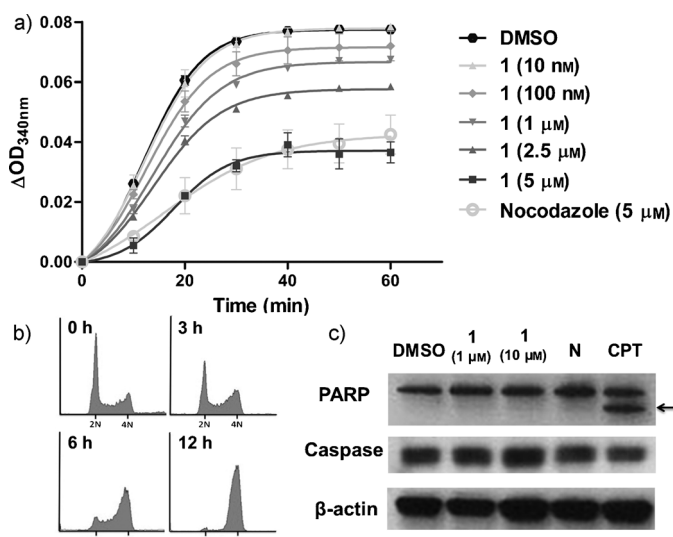 a)
0.08
0.06
0.04
0.02
0.00
ΔOD340nm
0
20
40
60
Time (min)
DMSO
1 (10 nM)
1 (100 nM)
1 (1 μM)
1 (2.5 μM)
1 (5 μM)
Nocodazole (5 μM)
b)
0 h
2N 4N
3 h
2N 4N
6 h
12 h
c)
DMSO
1 (1 μM)
1 (10 μM)
N
CPT
PARP
Caspase
β-actin